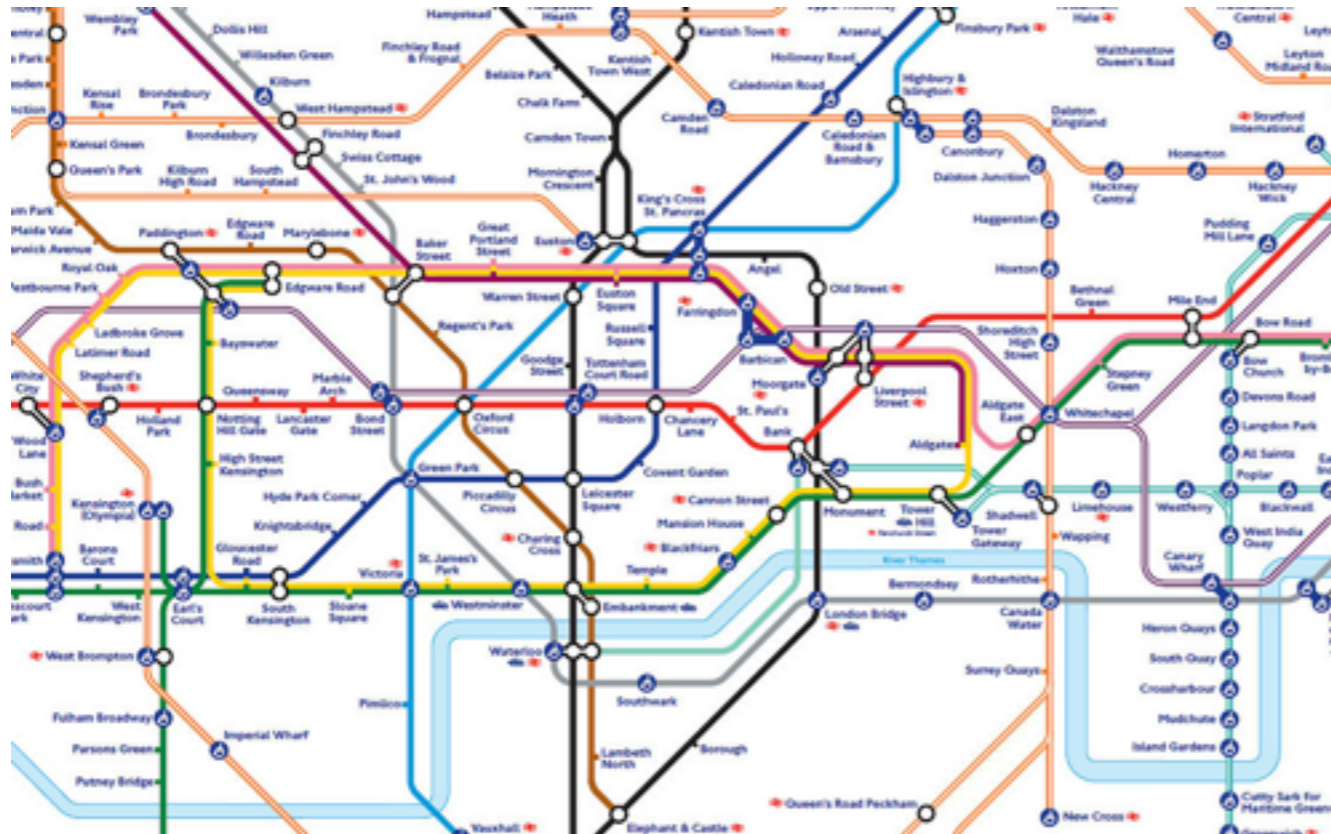 Wembley
Park
Dollis Hill
Willesden Green
Kilburn
West Hampstead
Finchley Road
Swiss Cottage
St. John's Wood
Hampstead
Hampstead
Heath
Finchley Road
& Frognal
Belsize Park
Chalk Farm
Camden Town
Mornington
Crescent
Kentish Town
Kentish
Town West
Camden
Road
Arsenal
Holloway Road
Caledonian Road
Finsbury Park
Highbury &
Islington
Caledonian
Road &
Barnsbury
Canonbury
Dalston
Kingsland
Dalston Junction
Walthamstow
Queen's Road
Leyton
Stratford
International
Homerton
Hackney
Central
Hackney
Wick
Pudding
Mill Lane
Kensal
Rise
Brondesbury
Park
Brondesbury
Kensal Green
Queen's Park
Kilburn
High Road
South
Hampstead
Maida Vale
Paddington
Edgware
Road
Marylebone
Baker
Street
Great
Portland
Street
Euston
King's Cross
St. Pancras
Angel
Old Street
Haggerston
Hoxton
Shoreditch
High
Street
Bethnal
Green
Mile End
Bow Road
Bow
Church
Stepney
Green
Devons Road
Langdon Park
All Saints
Poplar
Blackwall
Royal Oak
Ladbroke Grove
Latimer Road
Edgware Road
Bayswater
Regent's Park
Warren Street
Euston
Square
Russell
Square
Goodge
Street
Tottenham
Court Road
Farringdon
Barbican
Moorgate
Liverpool
Street
St. Paul's
Bank
Aldgate
Aldgate
East
Whitechapel
White
City
Shepherd's
Bush
Holland
Park
Wood
Lane
Queensway
Notting
Hill Gate
Lancaster
Gate
Marble
Arch
Bond
Street
Oxford
Circus
Holborn
Chancery
Lane
Covent Garden
High Street
Kensington
Kensington
(Olympia)
Hyde Park Corner
Knightsbridge
Green Park
Piccadilly
Circus
Leicester
Square
Cannon Street
Mansion House
Blackfriars
Monument
Tower
Hill
Tower
Gateway
Shadwell
Limehouse
Westferry
West India
Quay
Canary
Wharf
Wapping
Rotherhithe
Canada
Water
Bermondsey
London Bridge
River Thames
Barons
Court
Gloucester
Road
West
Kensington
Earl's
Court
South
Kensington
Sloane
Square
Victoria
St. James's
Park
Westminster
Charing
Cross
Embankment
Temple
Waterloo
Southwark
West Brompton
Fulham Broadway
Parsons Green
Putney Bridge
Imperial Wharf
Pimlico
Vauxhall
Lambeth
North
Elephant & Castle
Borough
Surrey Quays
Queen's Road Peckham
New Cross
Heron Quays
South Quay
Crossharbour
Mudchute
Island Gardens
Cutty Sark for
Maritime Green